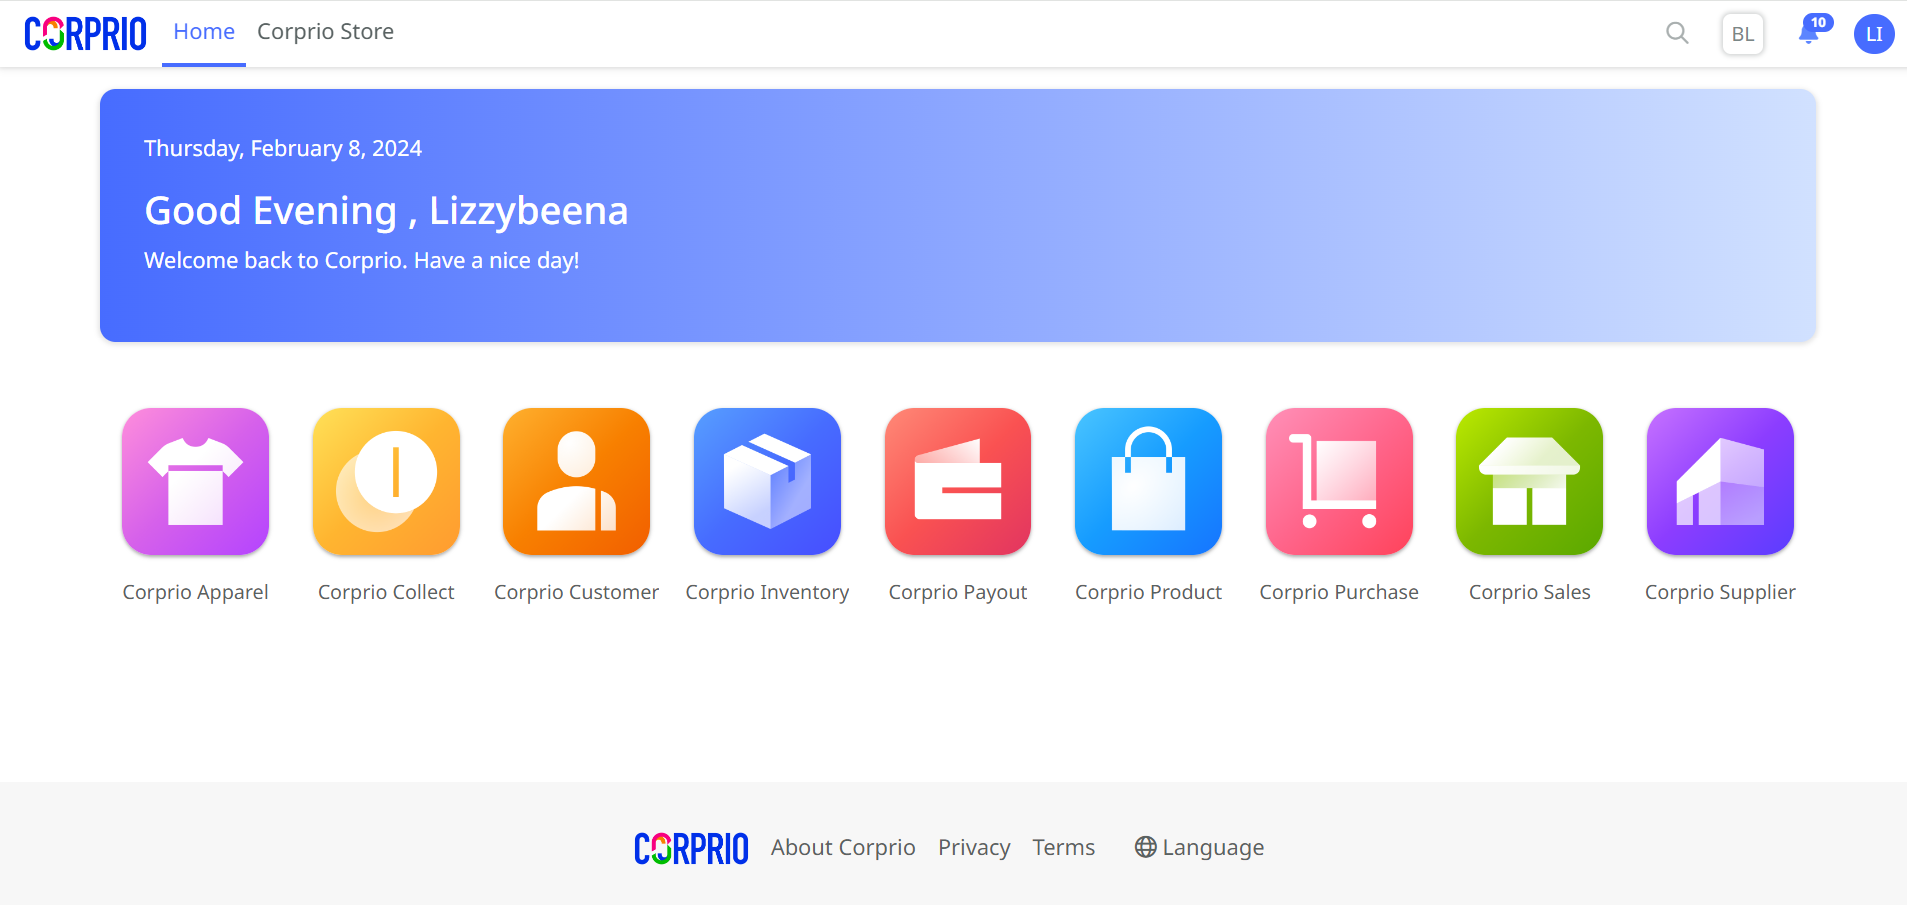 CORPRIO Home Corprio Store BL 10 LI
Thursday, February 8, 2024
Good Evening , Lizzybeena
Welcome back to Corprio. Have a nice day!
Corprio Apparel Corprio Collect Corprio Customer Corprio Inventory Corprio Payout Corprio Product Corprio Purchase Corprio Sales Corprio Supplier
CORPRIO About Corprio Privacy Terms Language